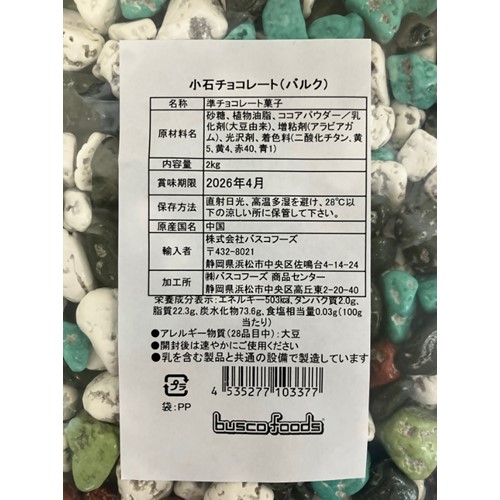 小石チョコレート(バルク)
名称 準チョコレート菓子
原材料名 砂糖、植物油脂、ココアパウダー／乳
化剤(大豆由来)、増粘剤(アラビアガ
ム)、光沢剤、着色料(二酸化チタン、黄
5、黄4、赤40、青1)
内容量 2kg
賞味期限 2026年4月
保存方法 直射日光、高温多湿を避け、28℃以
下の涼しい所に保管して下さい。
原産国名 中国
輸入者 株式会社バスコフーズ
〒432-8021
静岡県浜松市中央区佐鳴台4-14-24
加工所 ㈱バスコフーズ 商品センター
静岡県浜松市中央区高丘東2-20-40
栄養成分表示:エネルギー503kcal、タンパク質2.0g、
脂質22.3g、炭水化物73.6g、食塩相当量0.03g(100g
当たり)
●アレルギー物質(28品目中):大豆
●開封後は速やかにご使用ください
●乳を含む製品と共通の設備で製造しています
プラ
袋:PP
4 535277 103377
buscofoods